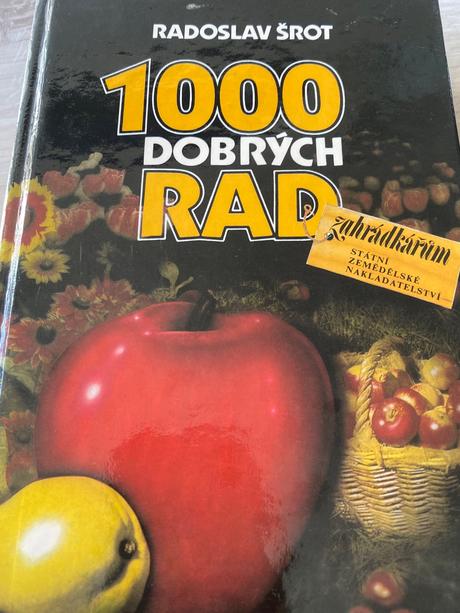 RADOSLAV ŠROT
1000
DOBRÝCH
RAD
zahrádkářům
STÁTNÍ
ZEMĚDĚLSKÉ
NAKLADATELSTVÍ